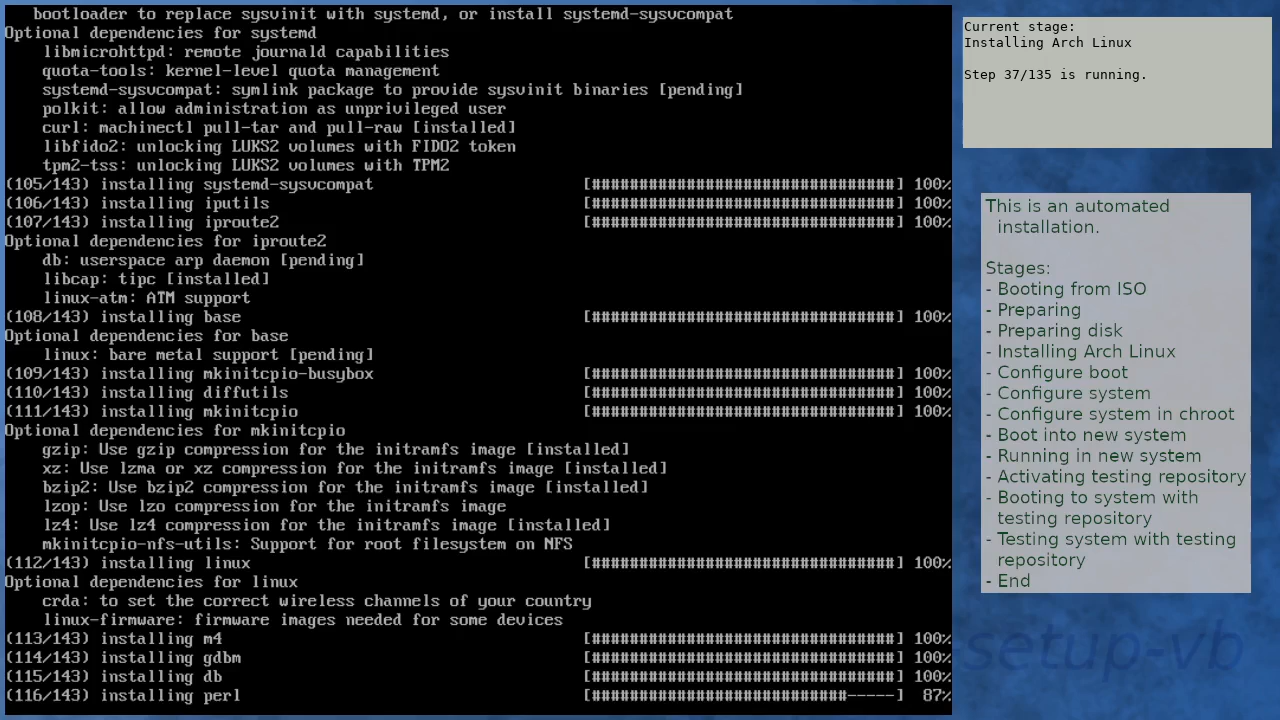 bootloader to replace sysvinit with systemd, or install systemd-sysvcompat
Optional dependencies for systemd
libmicrohttpd: remote journald capabilities
quota-tools: kernel-level quota management
systemd-sysvcompat: symlink package to provide sysvinit binaries [pending]
polkit: allow administration as unprivileged user
curl: machinectl pull-tar and pull-raw [installed]
libfido2: unlocking LUKS2 volumes with FIDO2 token
tpm2-tss: unlocking LUKS2 volumes with TPM2
(105/143) installing systemd-sysvcompat [################################] 100%
(106/143) installing iputils [################################] 100%
(107/143) installing iproute2 [################################] 100%
Optional dependencies for iproute2
db: userspace arp daemon [pending]
libcap: tipc [installed]
linux-atm: ATM support
(108/143) installing base [################################] 100%
Optional dependencies for base
linux: bare metal support [pending]
(109/143) installing mkinitcpio-busybox [################################] 100%
(110/143) installing diffutils [################################] 100%
(111/143) installing mkinitcpio [################################] 100%
Optional dependencies for mkinitcpio
gzip: Use gzip compression for the initramfs image [installed]
xz: Use lzma or xz compression for the initramfs image [installed]
bzip2: Use bzip2 compression for the initramfs image [installed]
lzop: Use lzo compression for the initramfs image
lz4: Use lz4 compression for the initramfs image [installed]
mkinitcpio-nfs-utils: Support for root filesystem on NFS
(112/143) installing linux [################################] 100%
Optional dependencies for linux
crda: to set the correct wireless channels of your country
linux-firmware: firmware images needed for some devices
(113/143) installing m4 [################################] 100%
(114/143) installing gdbm [################################] 100%
(115/143) installing db [################################] 100%
(116/143) installing perl [###########################-----] 87%
Current stage:
Installing Arch Linux
Step 37/135 is running.
This is an automated
installation.
Stages:
- Booting from ISO
- Preparing
- Preparing disk
- Installing Arch Linux
- Configure boot
- Configure system
- Configure system in chroot
- Boot into new system
- Running in new system
- Activating testing repository
- Booting to system with
testing repository
- Testing system with testing
repository
- End
setup-vb